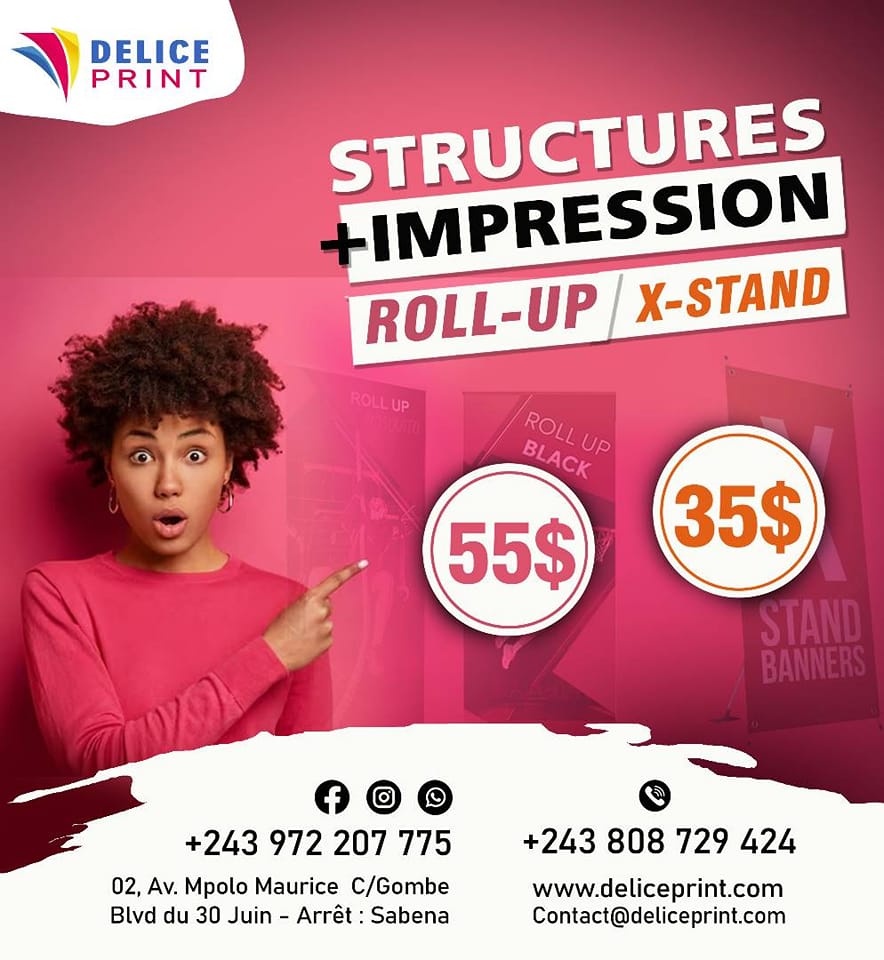 DELICE
PRINT
STRUCTURES
+IMPRESSION
ROLL-UP / X-STAND
ROLL UP
ROLL UP
BLACK
55$
35$
X
STAND
BANNERS
+243 972 207 775
02, Av. Mpolo Maurice C/Gombe
Blvd du 30 Juin - Arrêt : Sabena
+243 808 729 424
www.deliceprint.com
Contact@deliceprint.com